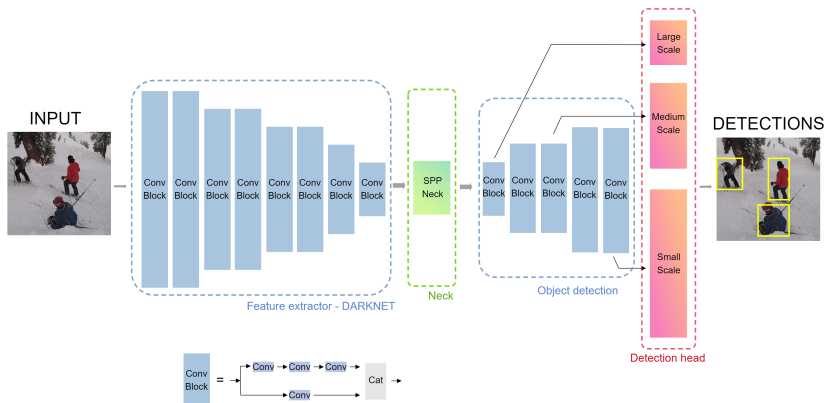 INPUT
Conv
Block
Conv
Block
Conv
Block
Conv
Block
Conv
Block
Conv
Block
Conv
Block
Conv
Block
Feature extractor - DARKNET
SPP
Neck
Neck
Conv
Block
Conv
Block
Conv
Block
Conv
Block
Conv
Block
Object detection
Large
Scale
Medium
Scale
Small
Scale
Detection head
DETECTIONS
Conv
Block
=
Conv
Conv
Conv
Conv
Cat